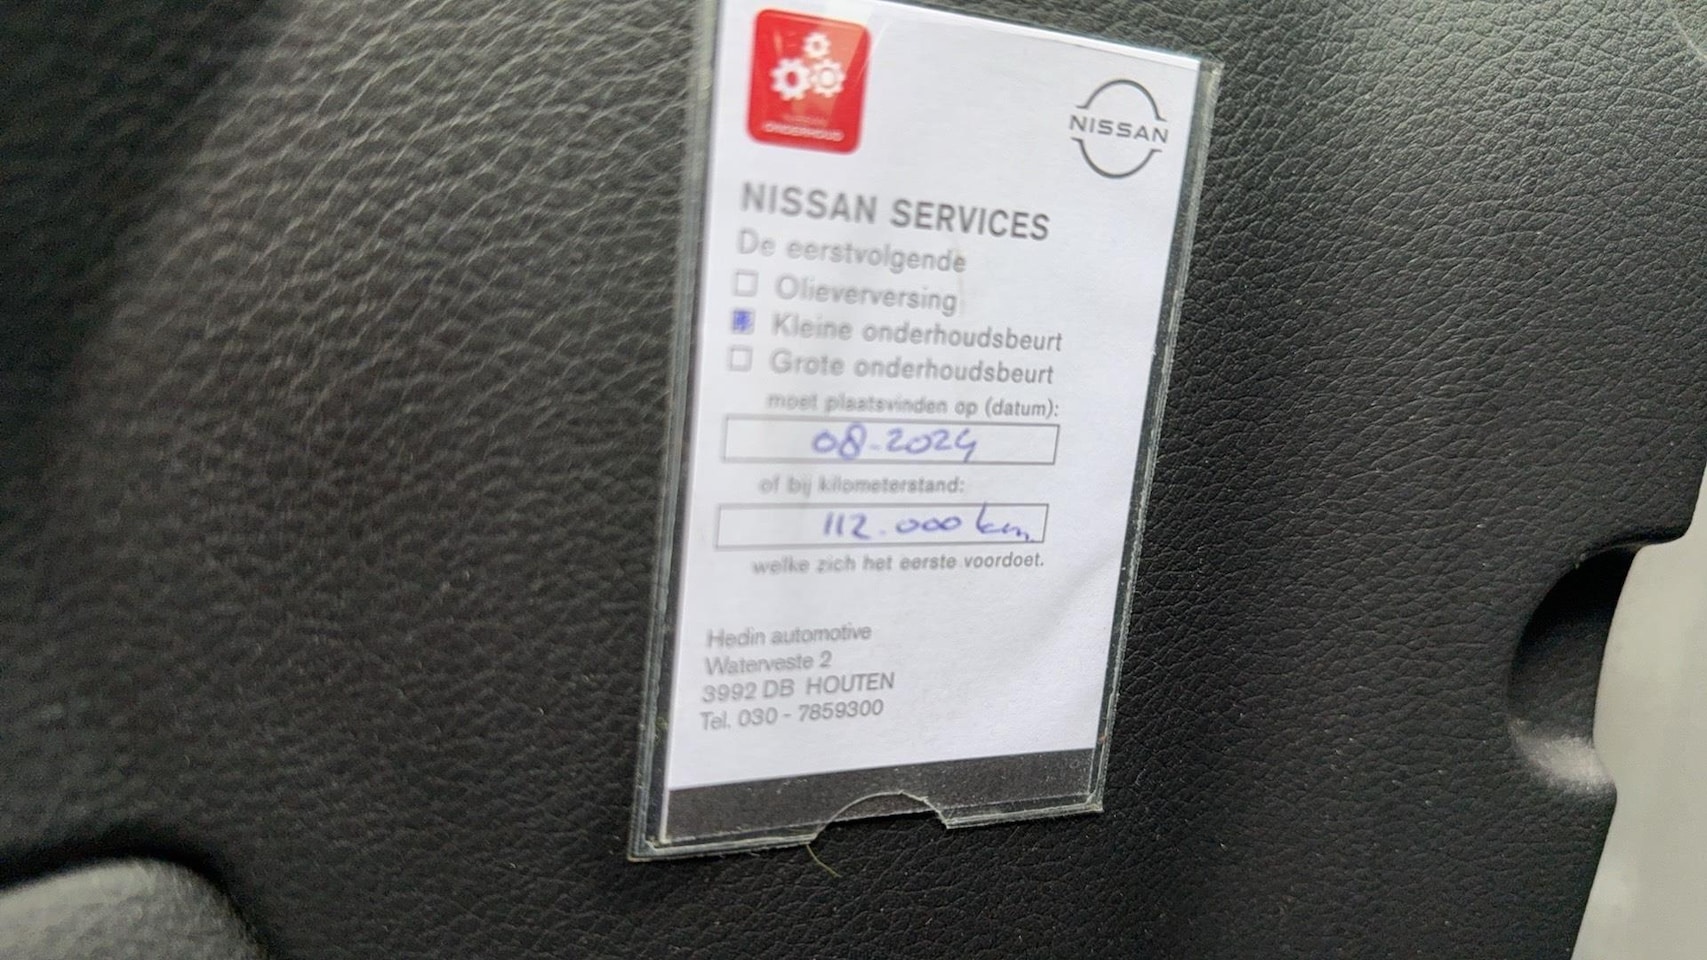 ONDERHOUD
NISSAN
NISSAN SERVICES
De eerstvolgende
Olieverversing
Kleine onderhoudsbeurt
Grote onderhoudsbeurt
moet plaatsvinden op (datum):
08-2024
of bij kilometerstand:
112.000 km
welke zich het eerste voordoet.
Hedin automotive
Waterveste 2
3992 DB HOUTEN
Tel. 030 - 7859300